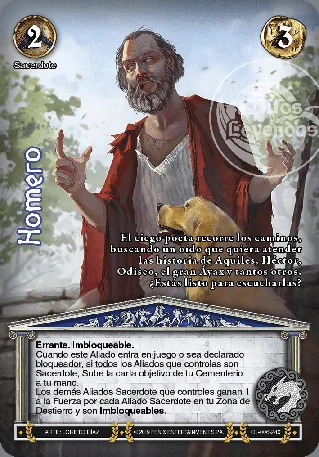 2
3
Sacerdote
Homero
El ciego poeta recorre los caminos,
buscando un oido que quiera atender
las historia de Aquiles. Héctor,
Odiseo, el gran Áyax y tantos otros.
¿Estas listo para escucharlas?
Errante. Imbloqueable.
Cuando este Aliado entra en juego o sea declarado
bloqueador, si todos los Aliados que controlas son
Sacerdote, Sube la carta objetivo de tu Cementerio
a tu mano.
Los demás Aliados Sacerdotes que controles ganan 1
a la Fuerza por cada Aliado Sacerdote en tu Zona de
Destierro y son Imbloqueables.